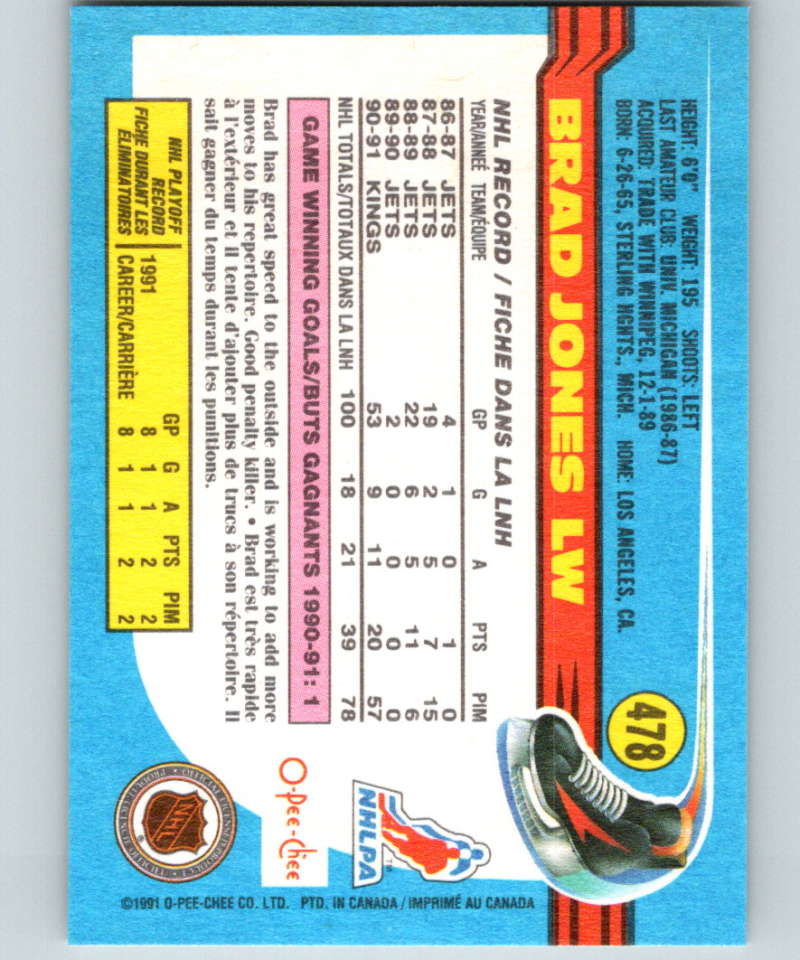 478
HEIGHT: 6'0" WEIGHT: 195 SHOOTS: LEFT
LAST AMATEUR CLUB: UNIV. MICHIGAN (1986-87)
ACQUIRED: TRADE WITH WINNIPEG, 12-1-89
BORN: 6-26-65, STERLING HGHTS., MICH. HOME: LOS ANGELES, CA.
BRAD JONES LW
NHL RECORD / FICHE DANS LA LNH
YEAR/ANNEÉ TEAM/ÉQUIPE GP G A PTS PIM
86-87 JETS 4 1 0 1 0
87-88 JETS 19 2 5 7 15
88-89 JETS 22 6 5 11 6
89-90 JETS 2 0 0 0 0
90-91 KINGS 53 9 11 20 57
NHL TOTALS/TOTAUX DANS LA LNH 100 18 21 39 78
GAME WINNING GOALS/BUTS GAGNANTS 1990-91: 1
Brad has great speed to the outside and is working to add more
moves to his repertoire. Good penalty killer. • Brad est très rapide
à l'extérieur et il tente d'ajouter plus de trucs à son répertoire. Il
sait gagner du temps durant les punitions.
NHL PLAYOFF
RECORD
FICHE DURANT LES
ÉLIMINATOIRES
GP G A PTS PIM
1991 8 1 1 2 2
CAREER/CARRIÈRE 8 1 1 2 2
NHLPA
O-Pee-Chee
NHL
©1991 O-PEE-CHEE CO. LTD. PTD. IN CANADA / IMPRIMÉ AU CANADA